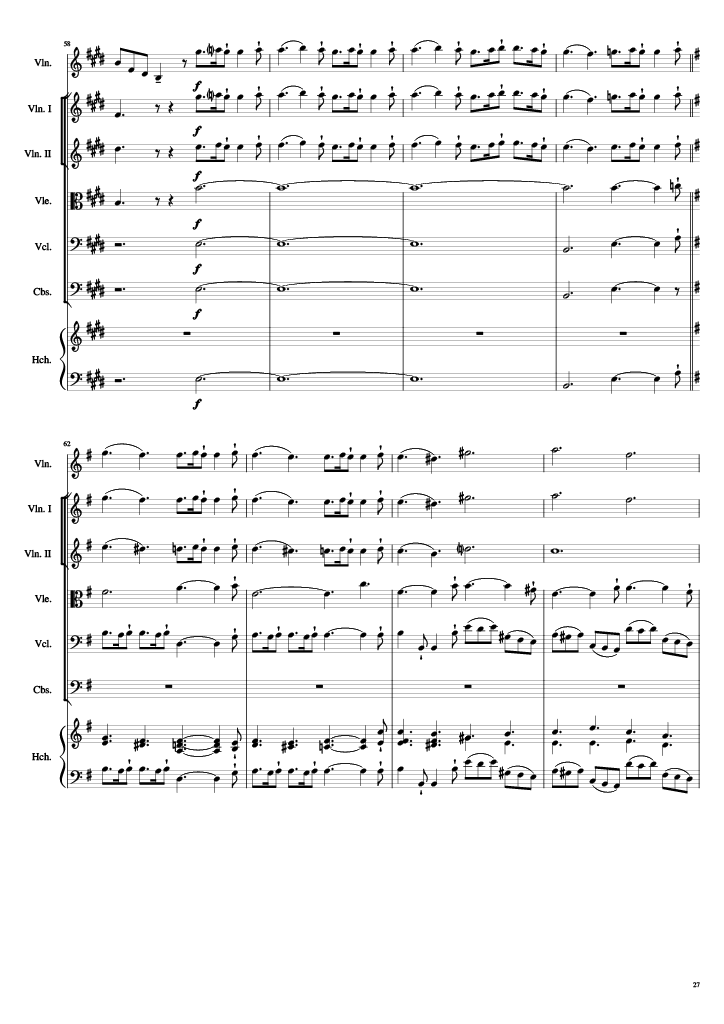 58
Vln.
f
Vln. I
f
Vln. II
f
Vle.
f
Vcl.
f
Cbs.
f
Hch.
f
62
Vln.
Vln. I
Vln. II
Vle.
Vcl.
Cbs.
Hch.
27